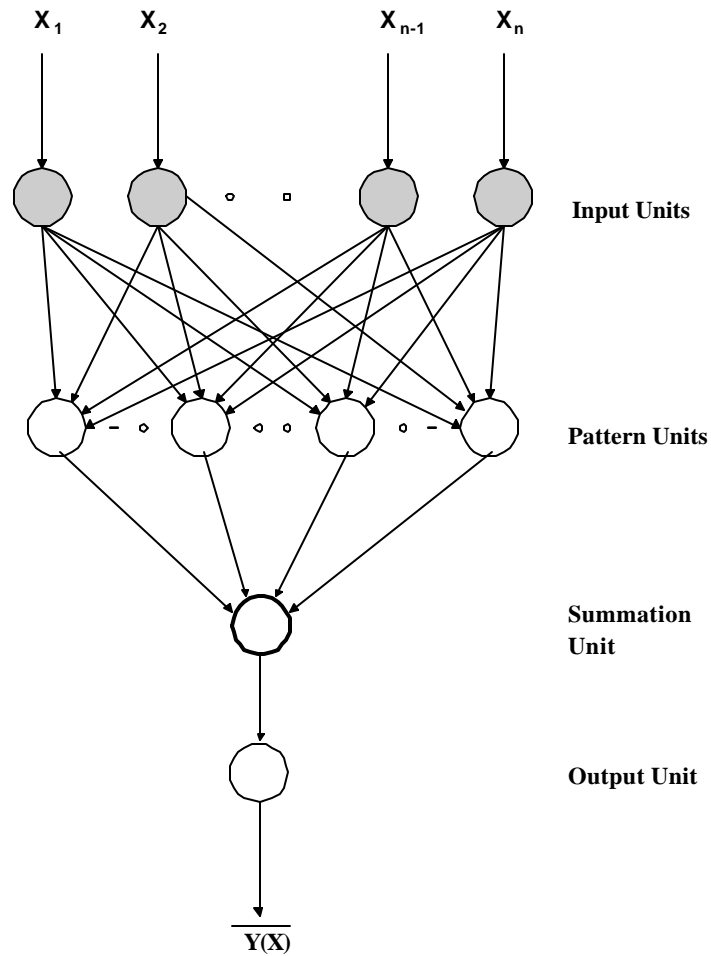 X1 X2 Xn-1 Xn
Input Units
Pattern Units
Summation
Unit
Output Unit
Y(X)